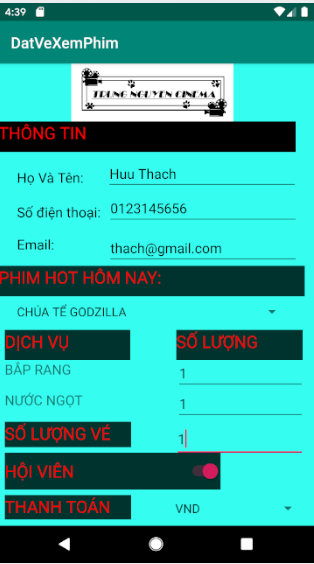 4:39
DatVeXemPhim
TRUNG NGUYEN CINEMA
THÔNG TIN
Họ Và Tên: Huu Thach
Số điện thoại: 0123145656
Email: thach@gmail.com
PHIM HOT HÔM NAY:
CHÚA TỂ GODZILLA
DỊCH VỤ SỐ LƯỢNG
BẮP RANG 1
NƯỚC NGỌT 1
SỐ LƯỢNG VÉ 1
HỘI VIÊN
THANH TOÁN VND